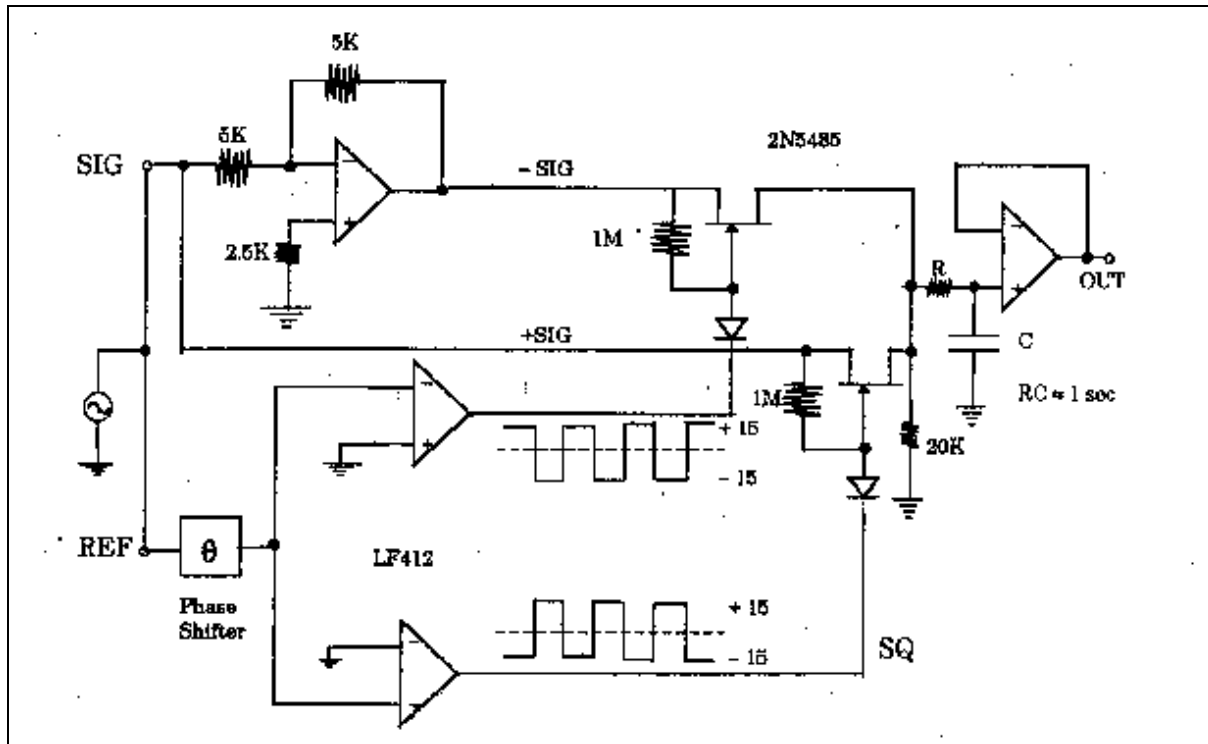 5K
5K
2N5485
SIG
− SIG
−
+
1M
2.5K
−
+
R
OUT
+SIG
C
−
+
1M
RC ≈ 1 sec
+ 15
− 15
20K
REF
θ
LF412
Phase
Shifter
+ 15
− 15
SQ
−
+